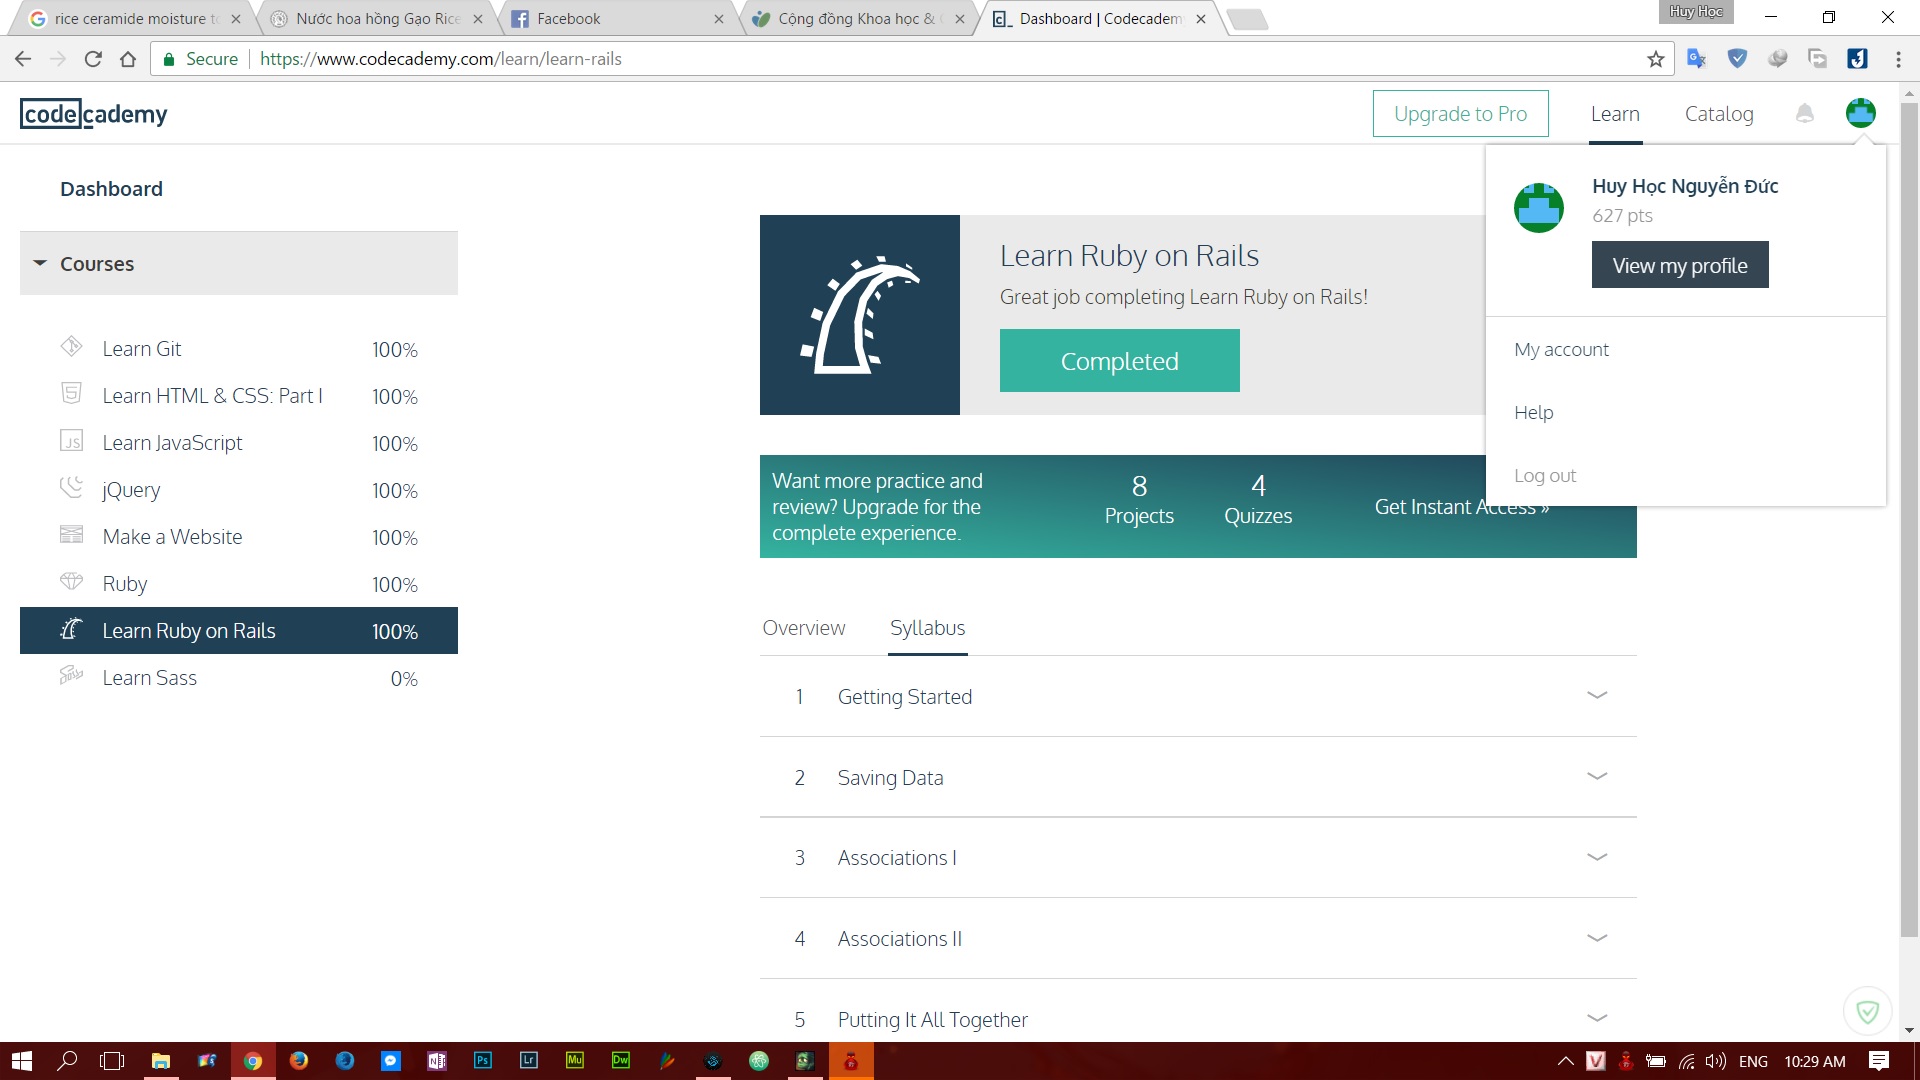 rice ceramide moisture to
Nước hoa hồng Gạo Rice
Facebook
Cộng đồng Khoa học &
Dashboard | Codecadem
Huy Học
Secure
https://www.codecademy.com/learn/learn-rails
codecademy
Upgrade to Pro
Learn
Catalog
Dashboard
Huy Học Nguyễn Đức
627 pts
View my profile
My account
Help
Log out
Courses
Learn Git 100%
Learn HTML & CSS: Part I 100%
Learn JavaScript 100%
jQuery 100%
Make a Website 100%
Ruby 100%
Learn Ruby on Rails 100%
Learn Sass 0%
Learn Ruby on Rails
Great job completing Learn Ruby on Rails!
Completed
Want more practice and
review? Upgrade for the
complete experience.
8
Projects
4
Quizzes
Get Instant Access »
Overview
Syllabus
1 Getting Started
2 Saving Data
3 Associations I
4 Associations II
5 Putting It All Together
Ps
Lr
Mu
Dw
ENG
10:29 AM